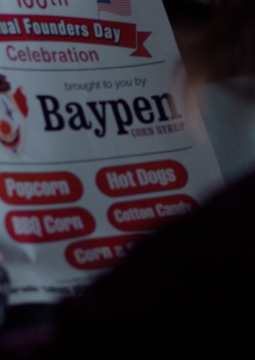 100th
ual Founders Day
Celebration
brought to you by
Baypen
CORN SYRUP
Popcorn
Hot Dogs
BBQ Corn
Cotton Candy
Corn